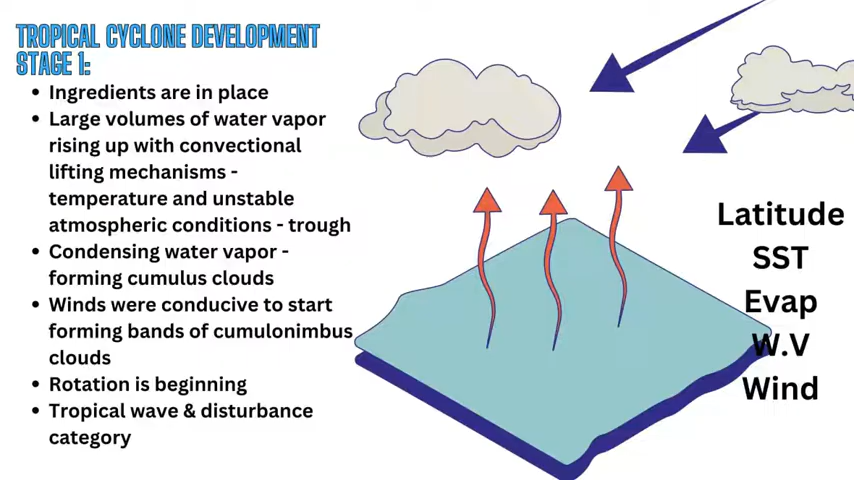 TROPICAL CYCLONE DEVELOPMENT
STAGE 1:
• Ingredients are in place
• Large volumes of water vapor
rising up with convectional
lifting mechanisms -
temperature and unstable
atmospheric conditions - trough
• Condensing water vapor -
forming cumulus clouds
• Winds were conducive to start
forming bands of cumulonimbus
clouds
• Rotation is beginning
• Tropical wave & disturbance
category
Latitude
SST
Evap
W.V
Wind